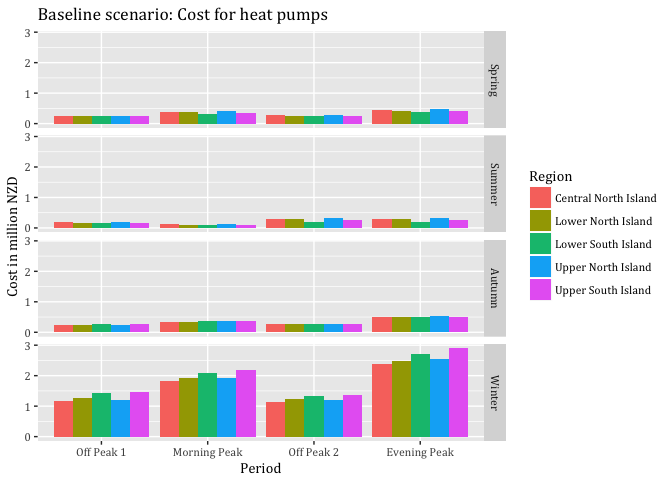 Baseline scenario: Cost for heat pumps
Cost in million NZD
3
2
1
0
Spring
3
2
1
0
Summer
3
2
1
0
Autumn
3
2
1
0
Winter
Off Peak 1
Morning Peak
Off Peak 2
Evening Peak
Period
Region
Central North Island
Lower North Island
Lower South Island
Upper North Island
Upper South Island